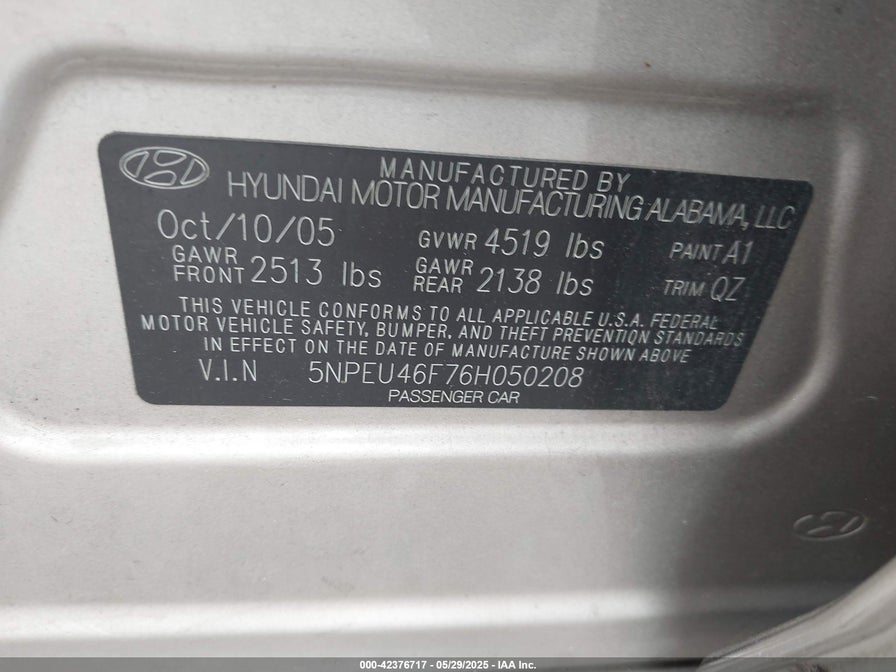 MANUFACTURED BY
HYUNDAI MOTOR MANUFACTURING ALABAMA, LLC
Oct/10/05 GVWR 4519 lbs PAINT A1
GAWR FRONT 2513 lbs GAWR REAR 2138 lbs TRIM QZ
THIS VEHICLE CONFORMS TO ALL APPLICABLE U.S.A. FEDERAL
MOTOR VEHICLE SAFETY, BUMPER, AND THEFT PREVENTION STANDARDS
IN EFFECT ON THE DATE OF MANUFACTURE SHOWN ABOVE
V.I.N 5NPEU46F76H050208
PASSENGER CAR
000-42376717 - 05/29/2025 - IAA Inc.